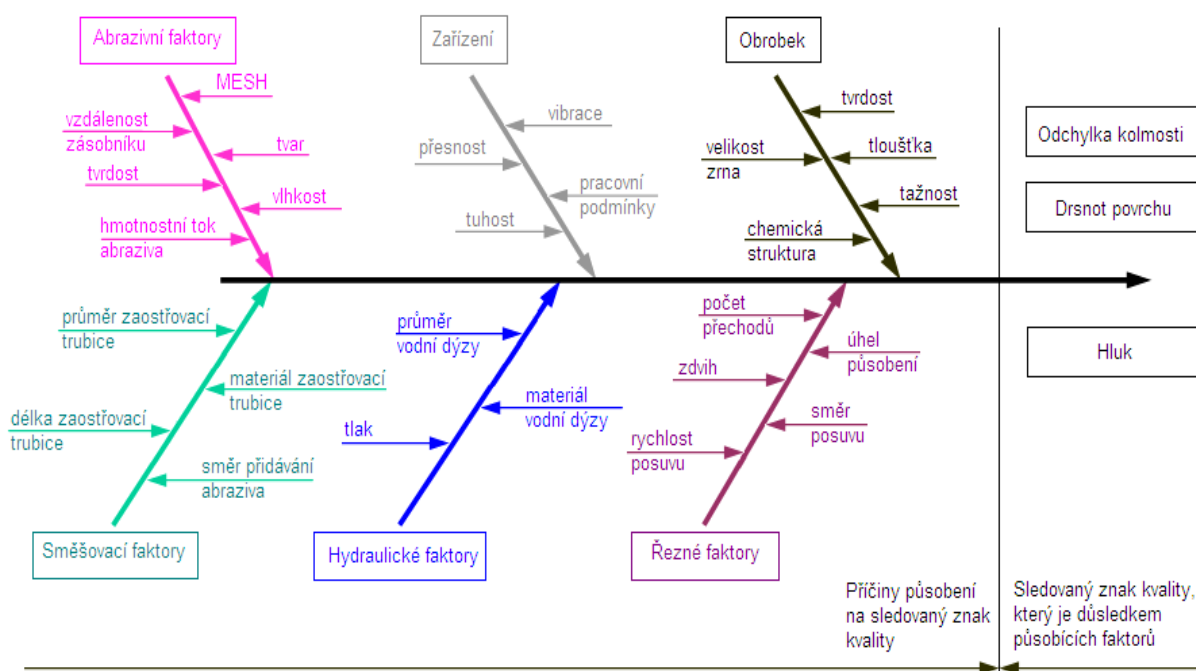 Abrazivní faktory
MESH
vzdálenost
zásobníku
tvar
tvrdost
vlhkost
hmotnostní tok
abraziva
Zařízení
vibrace
přesnost
pracovní
podmínky
tuhost
Obrobek
tvrdost
velikost
zrna
tloušťka
tažnost
chemická
struktura
Odchylka kolmosti
Drsnot povrchu
Hluk
průměr zaostřovací
trubice
materiál zaostřovací
trubice
délka zaostřovací
trubice
směr přidávání
abraziva
Směšovací faktory
průměr
vodní dýzy
materiál
vodní dýzy
tlak
Hydraulické faktory
počet
přechodů
úhel
působení
zdvih
směr
posuvu
rychlost
posuvu
Řezné faktory
Příčiny působení
na sledovaný znak
kvality
Sledovaný znak kvality,
který je důsledkem
působících faktorů